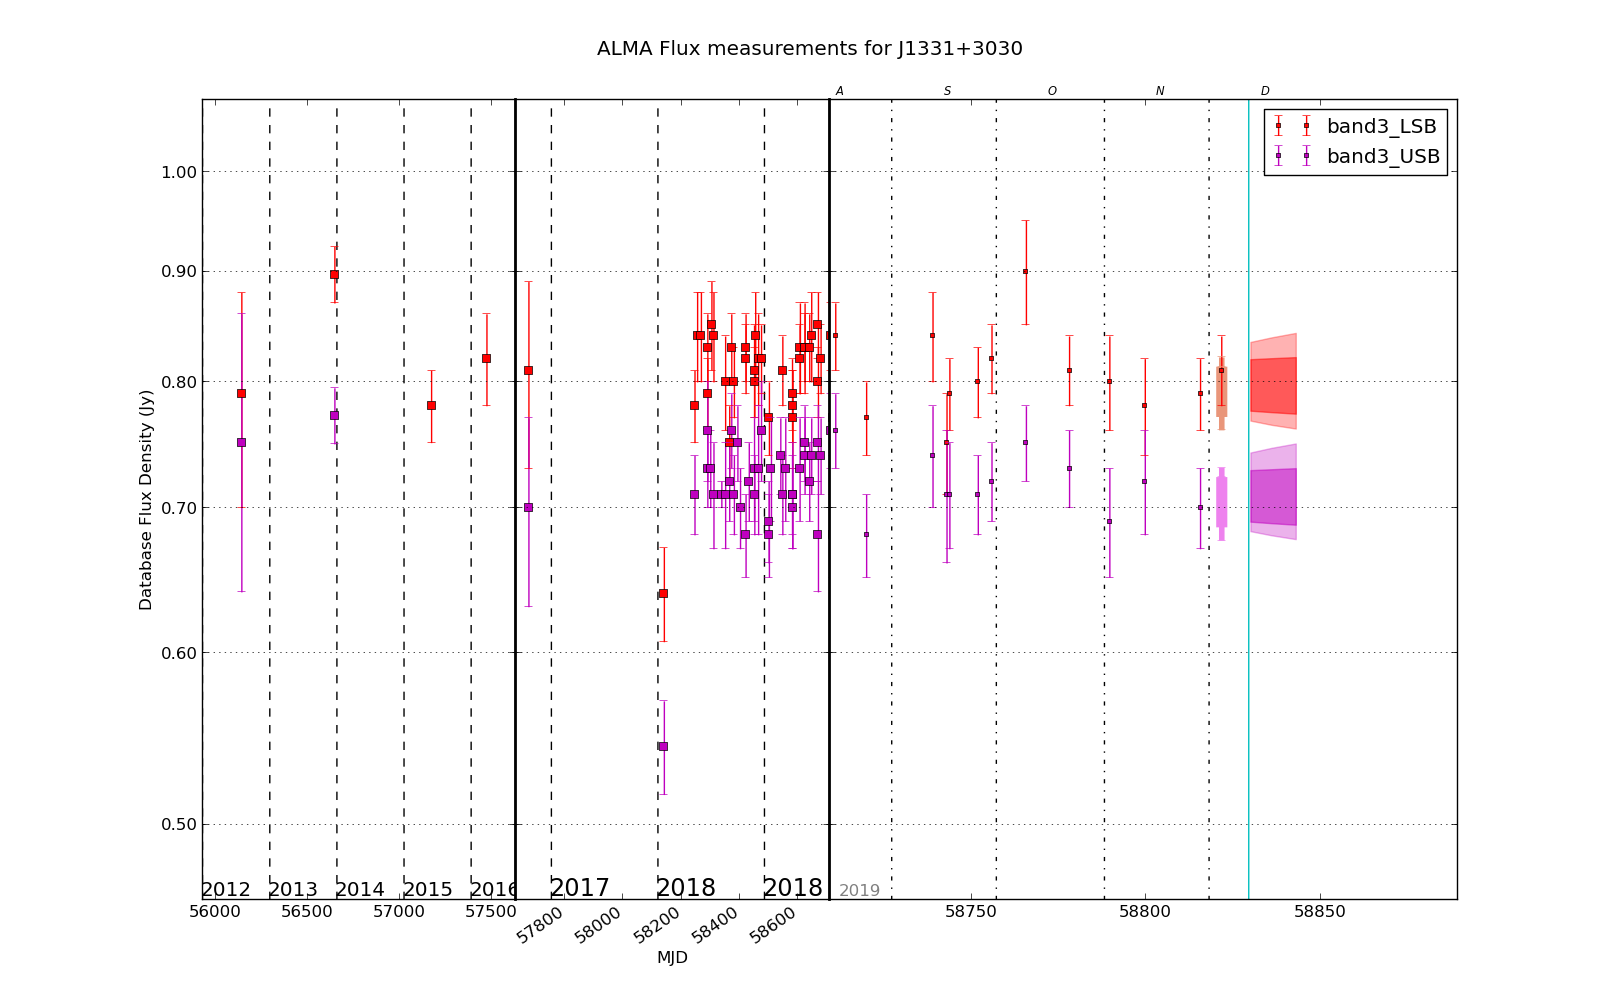 ALMA Flux measurements for J1331+3030
A S O N D
band3_LSB
band3_USB
1.00
0.90
0.80
0.70
0.60
0.50
Database Flux Density (Jy)
2012 2013 2014 2015 2016 2017 2018 2018 2019
56000 56500 57000 57500 57800 58000 58200 58400 58600 58750 58800 58850
MJD